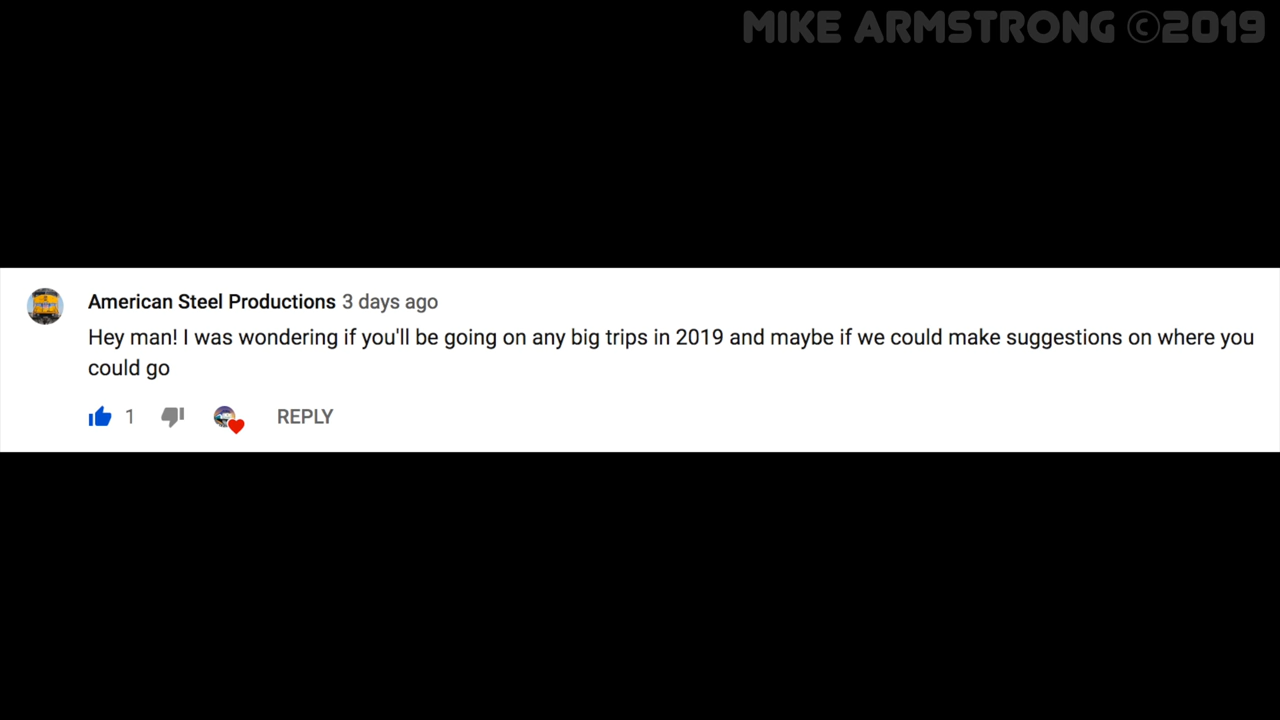 MIKE ARMSTRONG ©2019
American Steel Productions 3 days ago
Hey man! I was wondering if you'll be going on any big trips in 2019 and maybe if we could make suggestions on where you
could go
1 REPLY